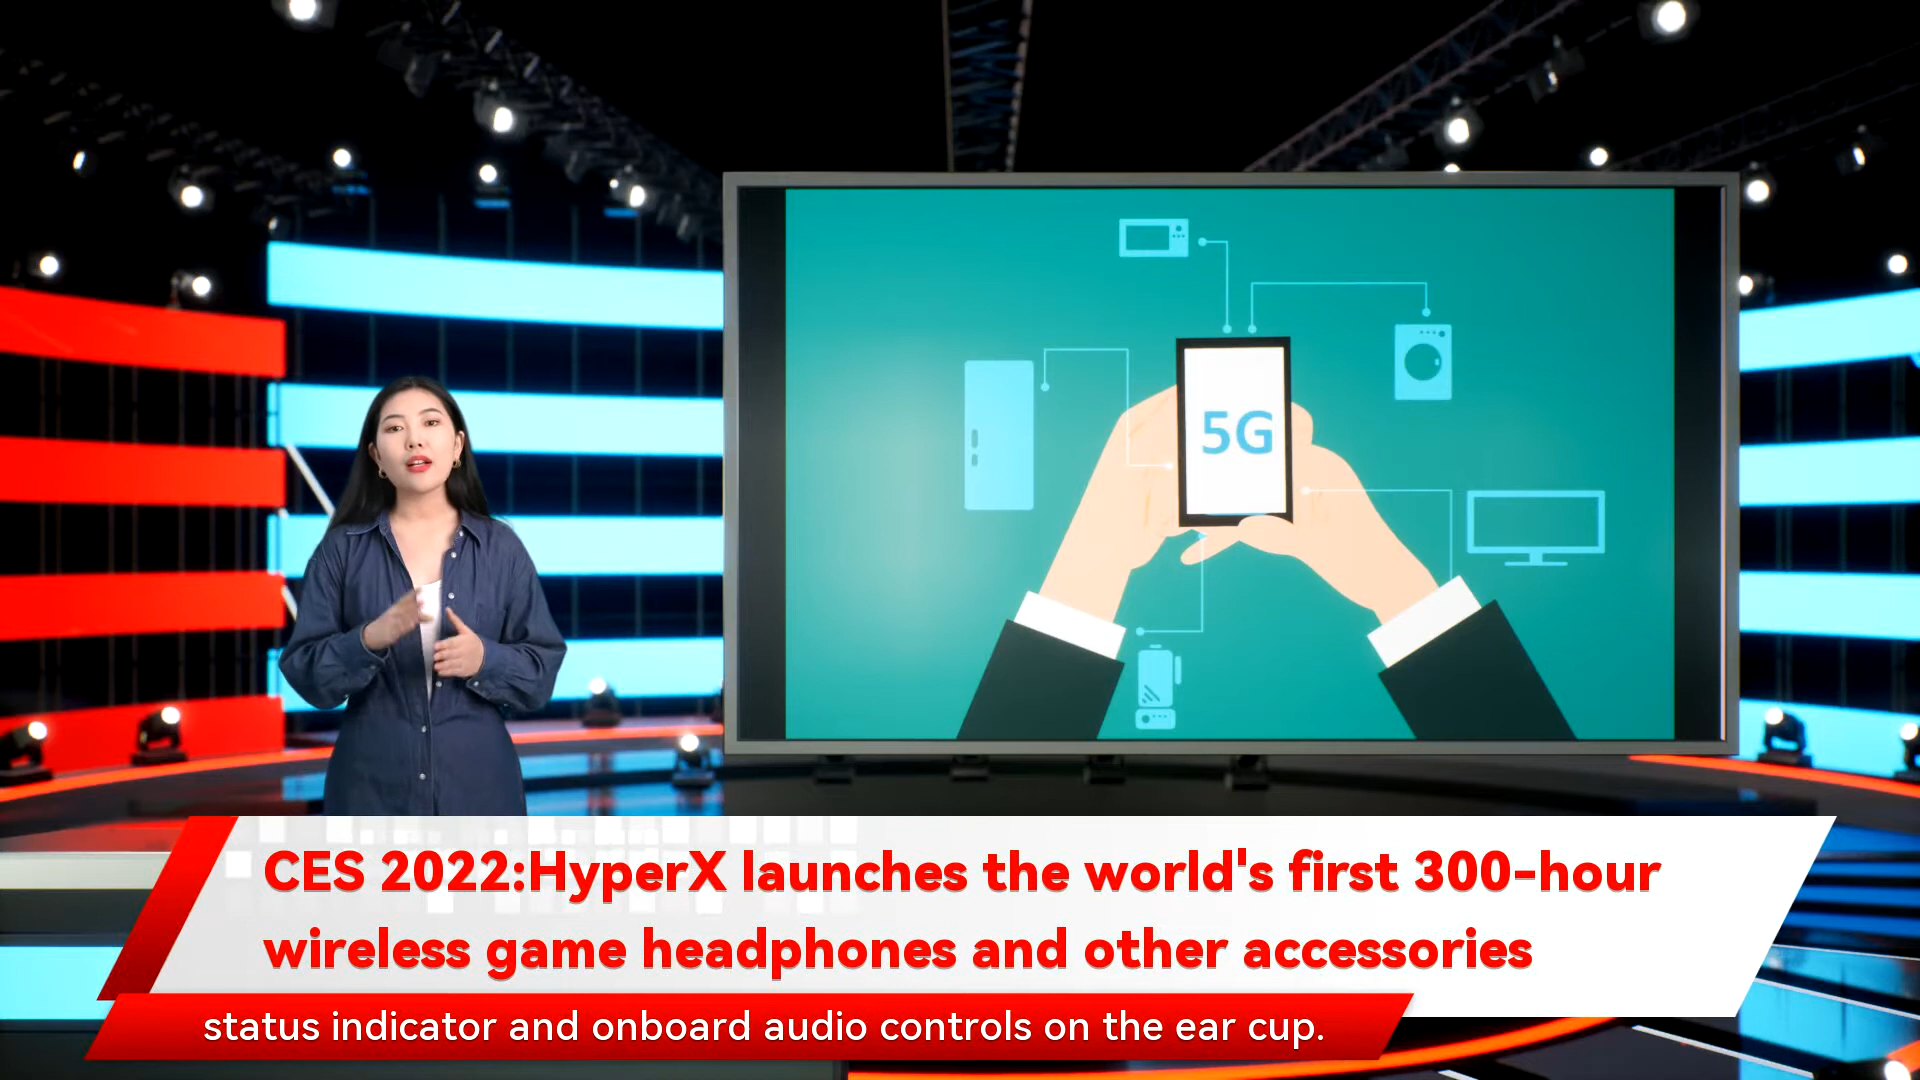 5G
CES 2022:HyperX launches the world's first 300-hour
wireless game headphones and other accessories
status indicator and onboard audio controls on the ear cup.